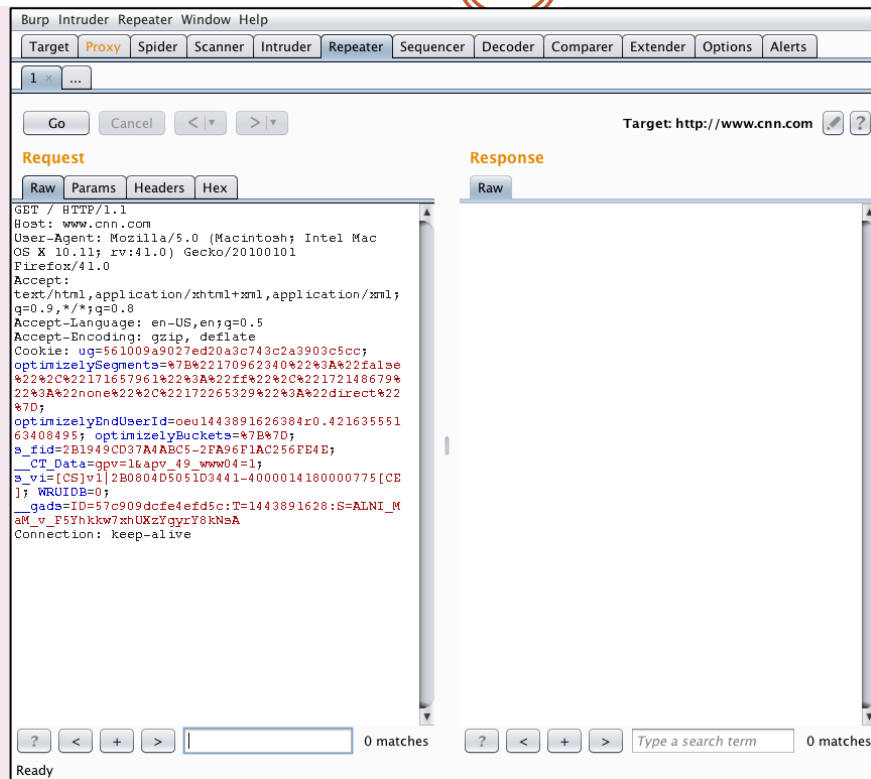 Burp Intruder Repeater Window Help
Target Proxy Spider Scanner Intruder Repeater Sequencer Decoder Comparer Extender Options Alerts
1 × ...
Go Cancel < > Target: http://www.cnn.com ?
Request Response
Raw Params Headers Hex Raw
GET / HTTP/1.1
Host: www.cnn.com
User-Agent: Mozilla/5.0 (Macintosh; Intel Mac
OS X 10.11; rv:41.0) Gecko/20100101
Firefox/41.0
Accept:
text/html,application/xhtml+xml,application/xml;
q=0.9,*/*;q=0.8
Accept-Language: en-US,en;q=0.5
Accept-Encoding: gzip, deflate
Cookie: ug=561009a9027ed20a3c743c2a3903c5cc;
optimizelySegments=%7B%22170962340%22%3A%22false
%22%2C%22171657961%22%3A%22ff%22%2C%22172148679%
22%3A%22none%22%2C%22172265329%22%3A%22direct%22
%7D;
optimizelyEndUserId=oeu1443891626384r0.421635551
63408495; optimizelyBuckets=%7B%7D;
s_fid=2B1949CD37A4ABC5-2FA96F1AC256FE4E;
__CT_Data=gpv=1&apv_49_www04=1;
s_vi=[CS]v1|2B0804D5051D3441-4000014180000775[CE
]; WRUIDB=0;
__gads=ID=57c909dcfe4efd5c:T=1443891628:S=ALNI_M
aM_v_F5Yhkkw7xhUXzYgyrY8kNsA
Connection: keep-alive
? < + > 0 matches ? < + > Type a search term 0 matches
Ready